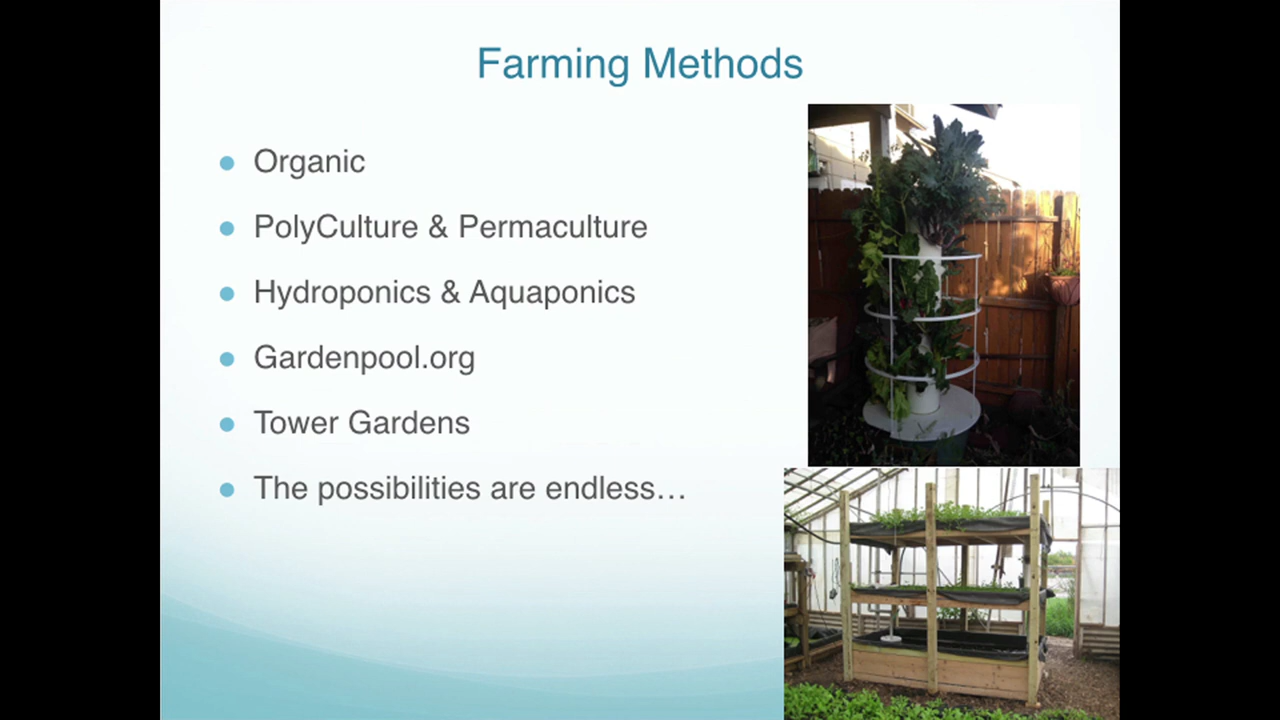 Farming Methods
Organic
PolyCulture & Permaculture
Hydroponics & Aquaponics
Gardenpool.org
Tower Gardens
The possibilities are endless…